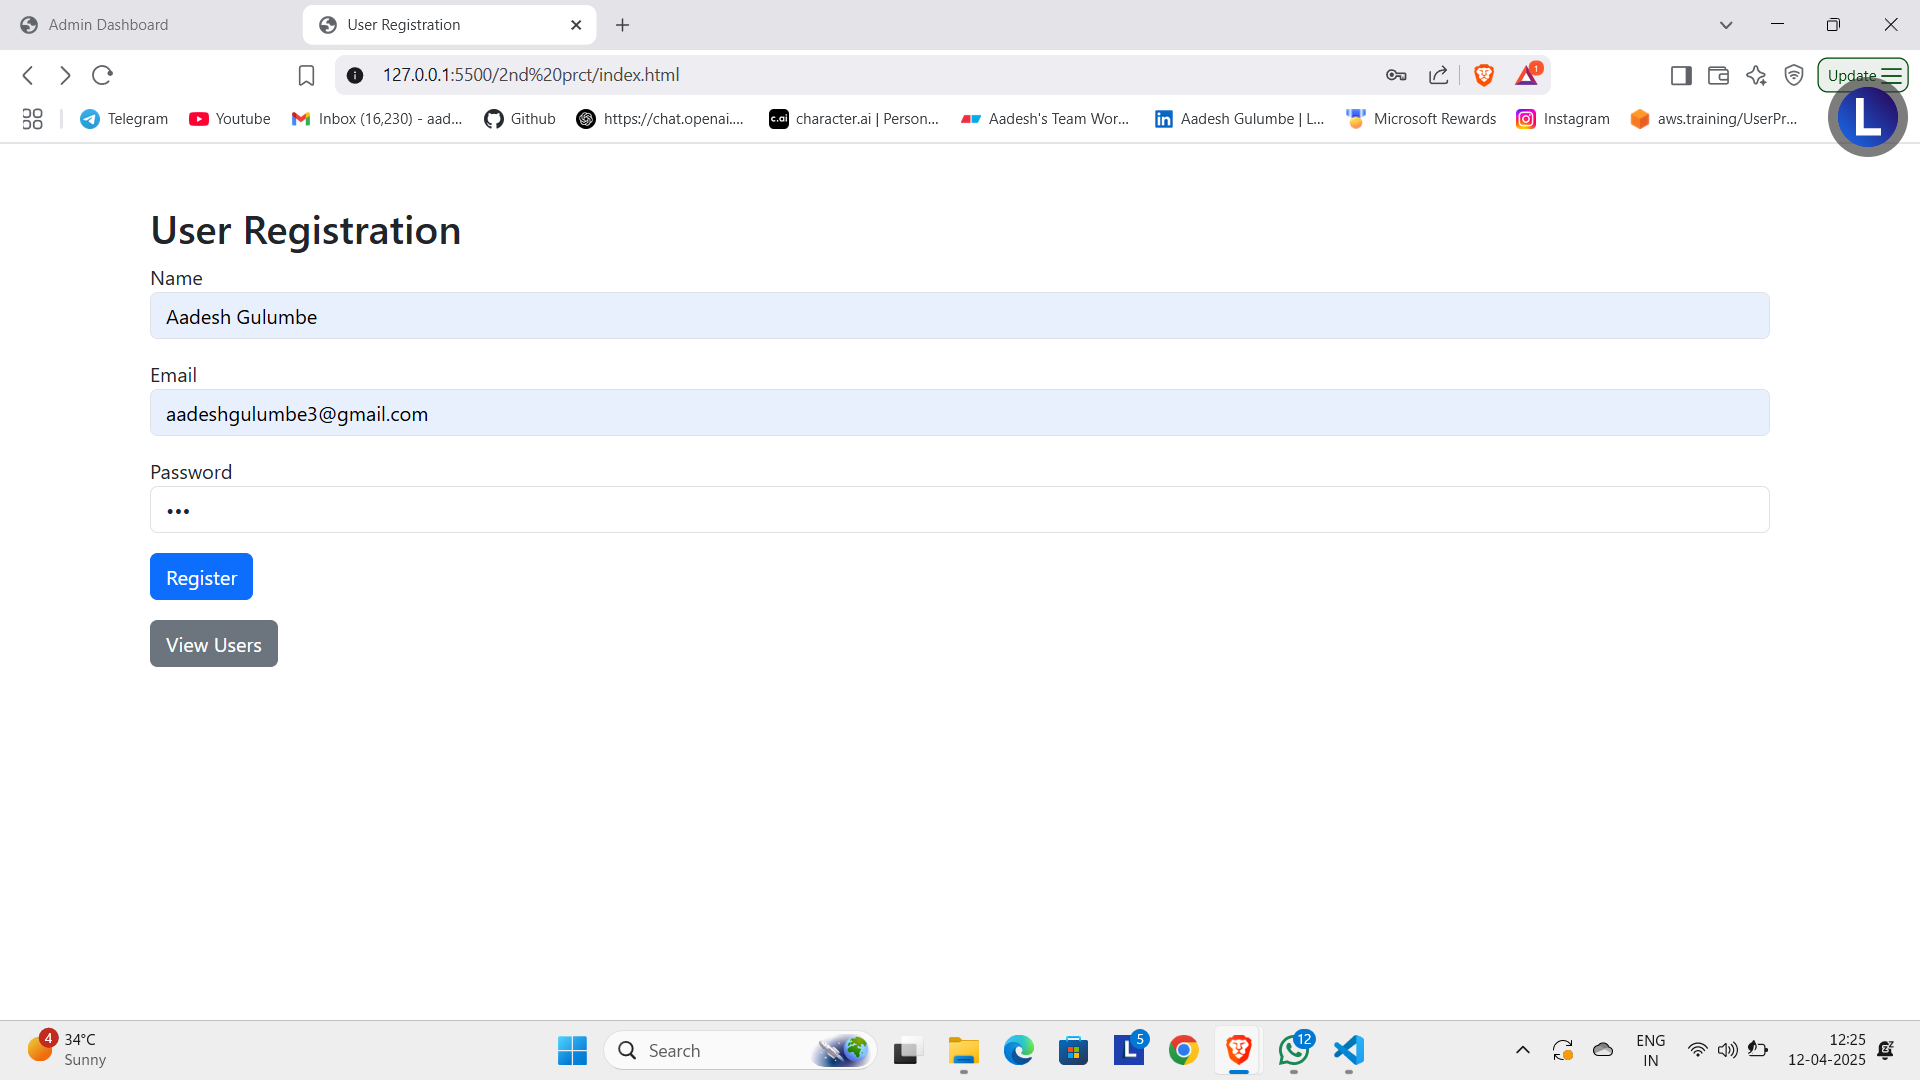 Admin Dashboard
User Registration
127.0.0.1:5500/2nd%20prct/index.html
1
Update
Telegram
Youtube
Inbox (16,230) - aad...
Github
https://chat.openai....
c.ai
character.ai | Person...
Aadesh's Team Wor...
in
Aadesh Gulumbe | L...
Microsoft Rewards
Instagram
aws.training/UserPr...
L
User Registration
Name
Aadesh Gulumbe
Email
aadeshgulumbe3@gmail.com
Password
•••
Register
View Users
4
34°C
Sunny
Search
L
5
12
ENG
IN
12:25
12-04-2025